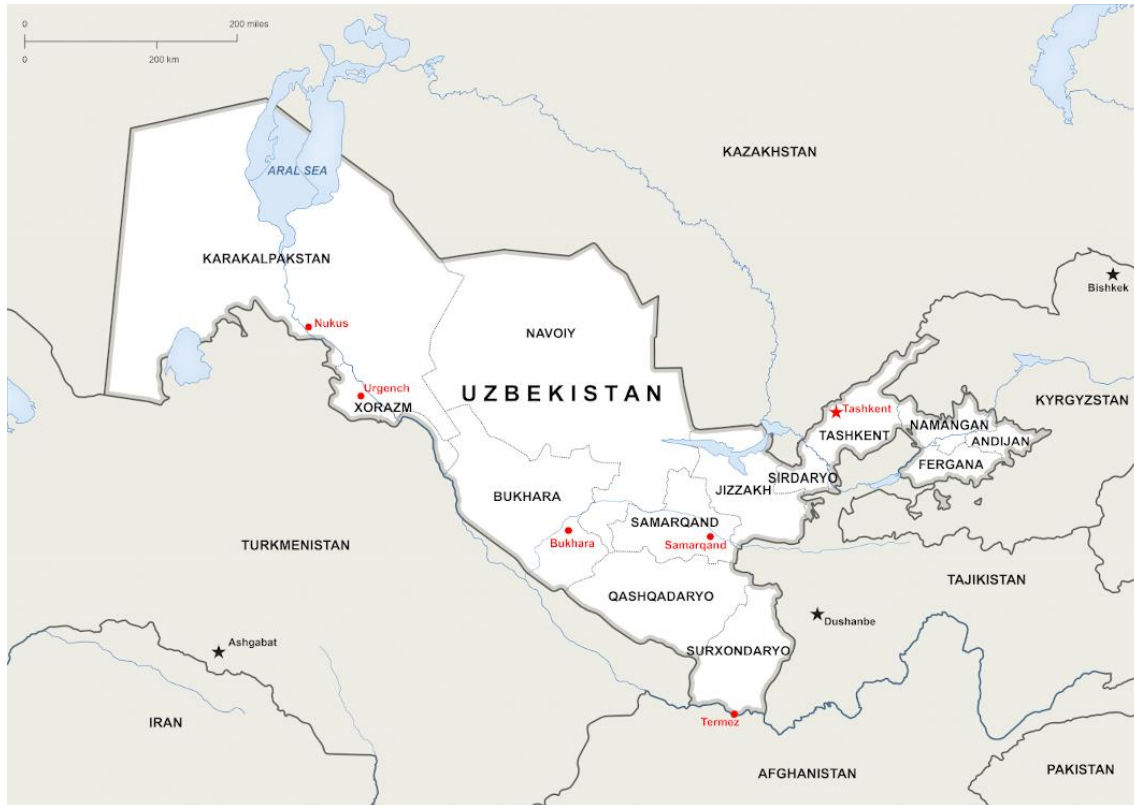 0 200 miles
0 200 km
KAZAKHSTAN
ARAL SEA
KARAKALPAKSTAN
Bishkek
Nukus
NAVOIY
UZBEKISTAN
Urgench
XORAZM
Tashkent
TASHKENT
KYRGYZSTAN
NAMANGAN
ANDIJAN
FERGANA
SIRDARYO
JIZZAKH
BUKHARA
SAMARQAND
Bukhara
Samarqand
TURKMENISTAN
TAJIKISTAN
QASHQADARYO
Dushanbe
Ashgabat
SURXONDARYO
IRAN
Termez
AFGHANISTAN
PAKISTAN